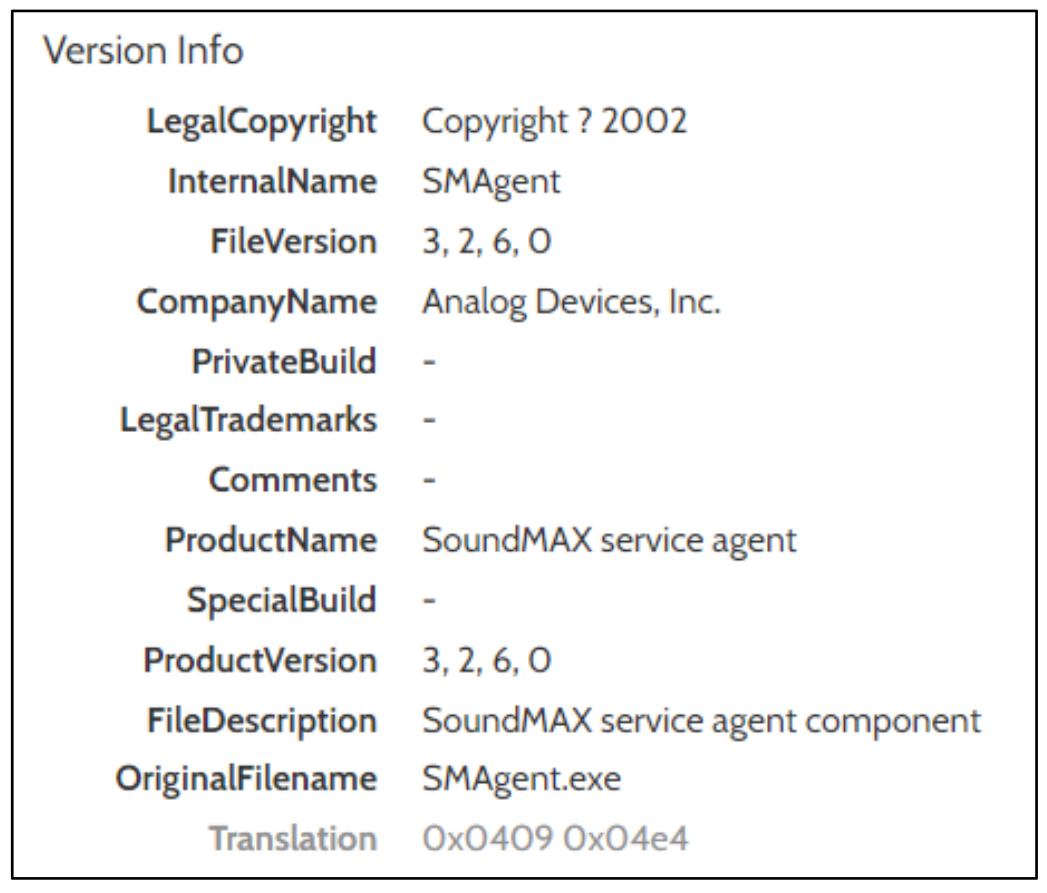 Version Info
LegalCopyright Copyright ? 2002
InternalName SMAgent
FileVersion 3, 2, 6, 0
CompanyName Analog Devices, Inc.
PrivateBuild -
LegalTrademarks -
Comments -
ProductName SoundMAX service agent
SpecialBuild -
ProductVersion 3, 2, 6, 0
FileDescription SoundMAX service agent component
OriginalFilename SMAgent.exe
Translation 0x0409 0x04e4